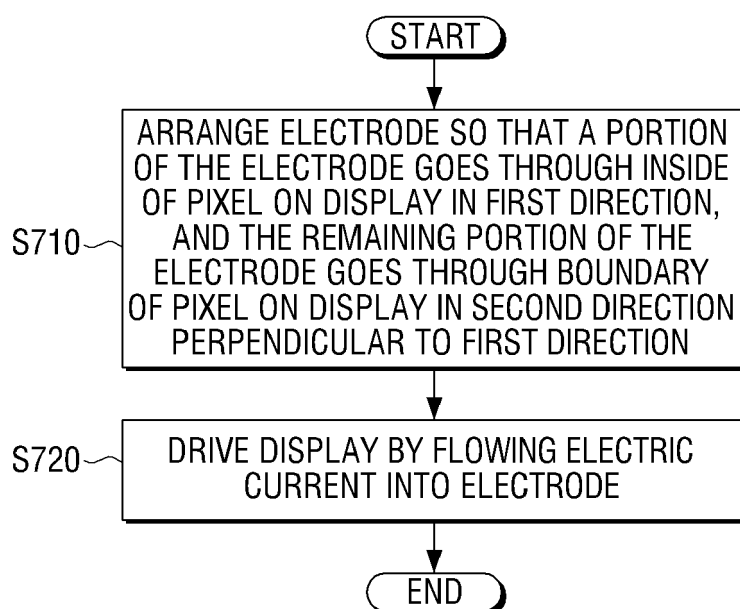 START
ARRANGE ELECTRODE SO THAT A PORTION
OF THE ELECTRODE GOES THROUGH INSIDE
OF PIXEL ON DISPLAY IN FIRST DIRECTION,
S710
AND THE REMAINING PORTION OF THE
ELECTRODE GOES THROUGH BOUNDARY
OF PIXEL ON DISPLAY IN SECOND DIRECTION
PERPENDICULAR TO FIRST DIRECTION
S720
DRIVE DISPLAY BY FLOWING ELECTRIC
CURRENT INTO ELECTRODE
END